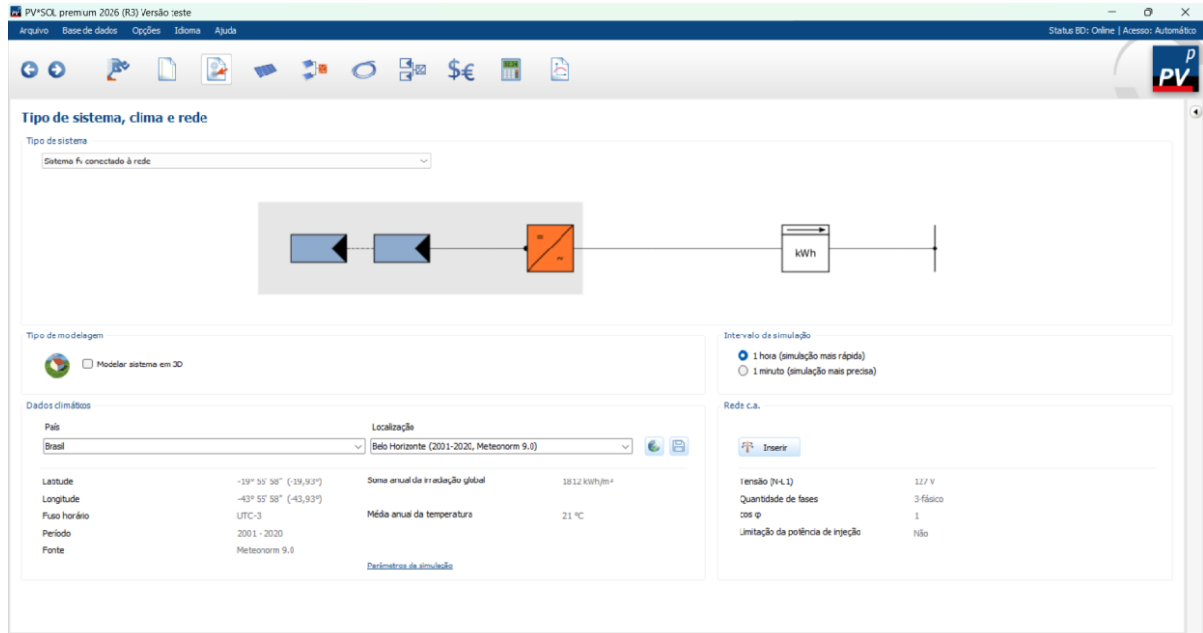 PV*SOL premium 2026 (R3) Versão teste
Arquivo Base de dados Opções Idioma Ajuda
Status BD: Online | Acesso: Automático
$€
p
PV
Tipo de sistema, clima e rede
Tipo de sistema
Sistema fv conectado à rede
=
~
kWh
Tipo de modelagem
Modelar sistema em 3D
Intervalo de simulação
1 hora (simulação mais rápida)
1 minuto (simulação mais precisa)
Dados climáticos
País
Localização
Brasil
Belo Horizonte (2001-2020, Meteonorm 9.0)
Latitude
-19° 55' 58" (-19,93°)
Soma anual da irradiação global
1812 kWh/m²
Longitude
-43° 55' 58" (-43,93°)
Fuso horário
UTC-3
Média anual da temperatura
21 °C
Período
2001 - 2020
Fonte
Meteonorm 9.0
Parâmetros da simulação
Rede c.a.
Inserir
Tensão (N-L1)
127 V
Quantidade de fases
3-fásico
cos φ
1
Limitação da potência de injeção
Não